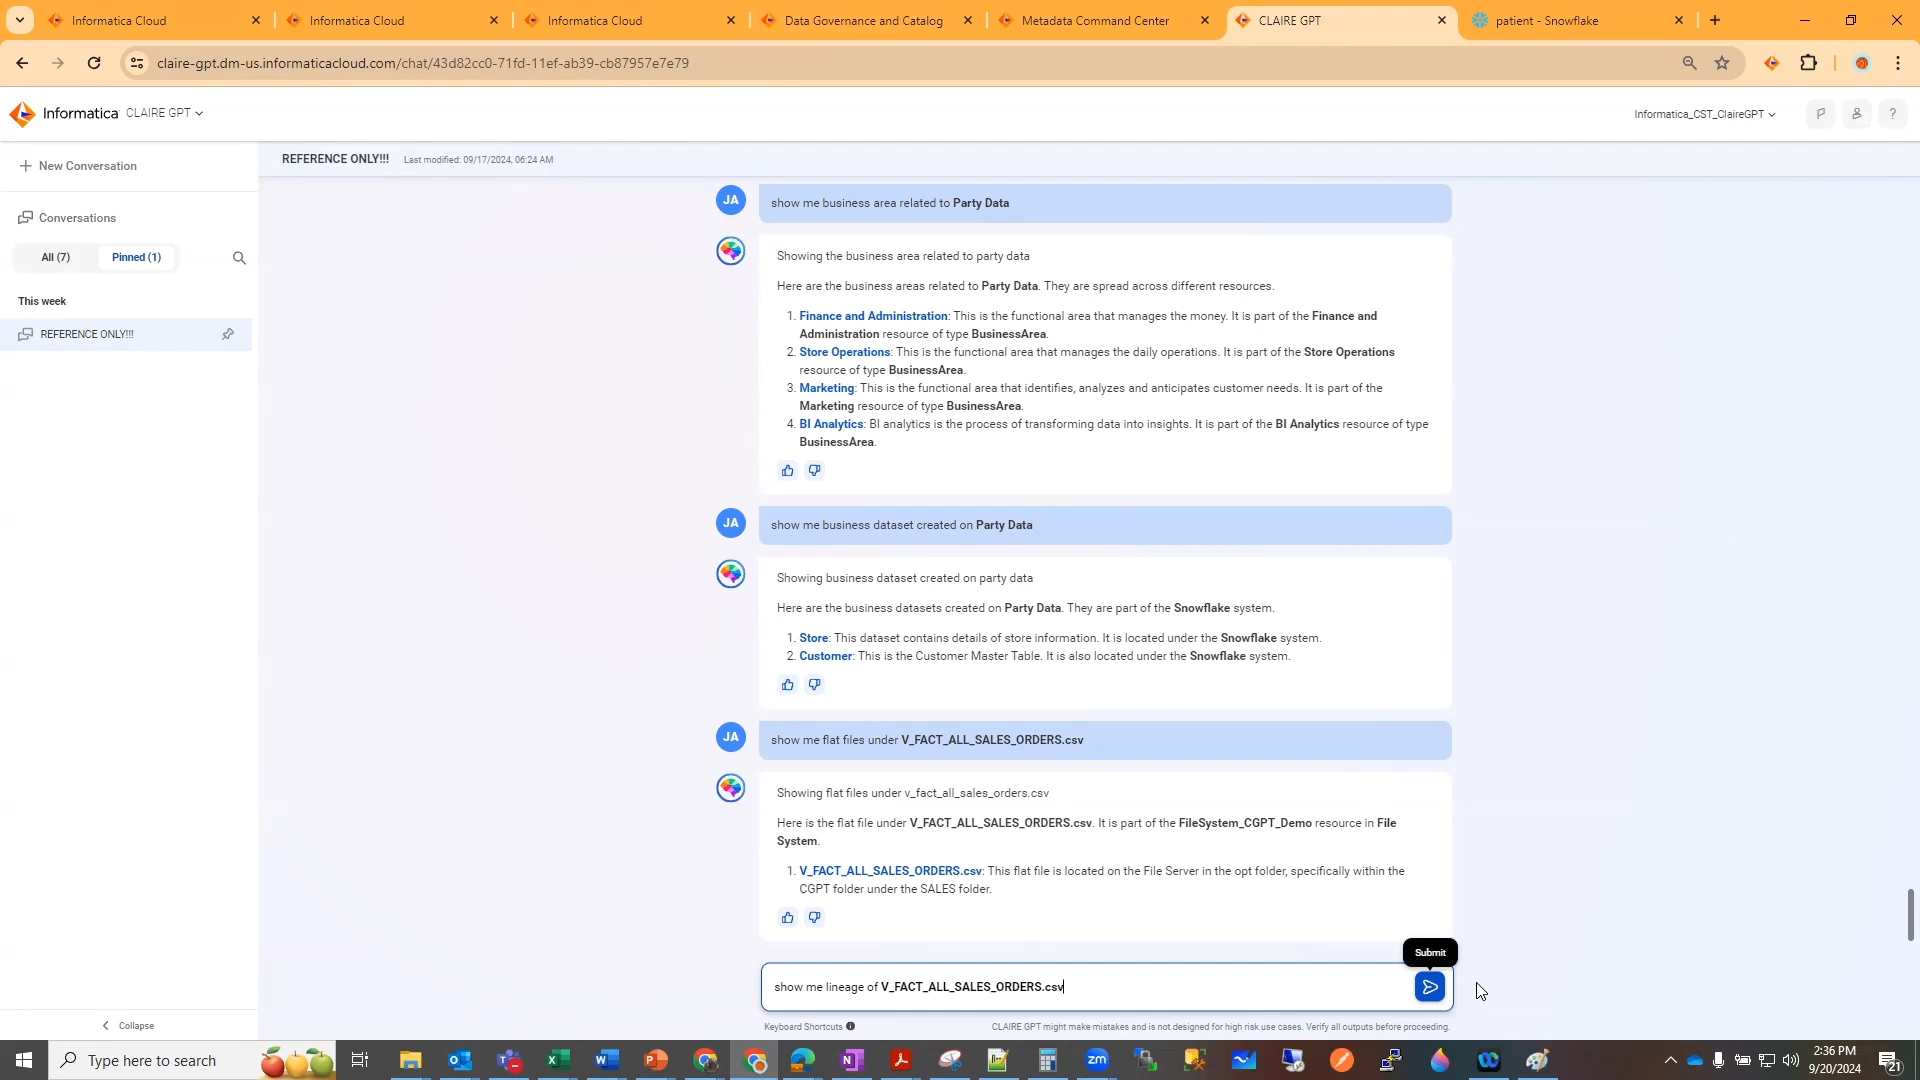 Informatica Cloud
Informatica Cloud
Informatica Cloud
Data Governance and Catalog
Metadata Command Center
CLAIRE GPT
patient - Snowflake
claire-gpt.dm-us.informaticacloud.com/chat/43d82cc0-71fd-11ef-ab39-cb87957e7e79
Informatica CLAIRE GPT
Informatica_CST_ClaireGPT
?
New Conversation
REFERENCE ONLY!!! Last modified: 09/17/2024, 06:24 AM
Conversations
All (7)
Pinned (1)
This week
REFERENCE ONLY!!!
JA
show me business area related to Party Data
Showing the business area related to party data
Here are the business areas related to Party Data. They are spread across different resources.
1. Finance and Administration: This is the functional area that manages the money. It is part of the Finance and
Administration resource of type BusinessArea.
2. Store Operations: This is the functional area that manages the daily operations. It is part of the Store Operations
resource of type BusinessArea.
3. Marketing: This is the functional area that identifies, analyzes and anticipates customer needs. It is part of the
Marketing resource of type BusinessArea.
4. BI Analytics: BI analytics is the process of transforming data into insights. It is part of the BI Analytics resource of type
BusinessArea.
JA
show me business dataset created on Party Data
Showing business dataset created on party data
Here are the business datasets created on Party Data. They are part of the Snowflake system.
1. Store: This dataset contains details of store information. It is located under the Snowflake system.
2. Customer: This is the Customer Master Table. It is also located under the Snowflake system.
JA
show me flat files under V_FACT_ALL_SALES_ORDERS.csv
Showing flat files under v_fact_all_sales_orders.csv
Here is the flat file under V_FACT_ALL_SALES_ORDERS.csv. It is part of the FileSystem_CGPT_Demo resource in File
System.
1. V_FACT_ALL_SALES_ORDERS.csv: This flat file is located on the File Server in the opt folder, specifically within the
CGPT folder under the SALES folder.
Submit
show me lineage of V_FACT_ALL_SALES_ORDERS.csv
Keyboard Shortcuts
CLAIRE GPT might make mistakes and is not designed for high risk use cases. Verify all outputs before proceeding.
Collapse
Type here to search
zm
2:36 PM
9/20/2024
21